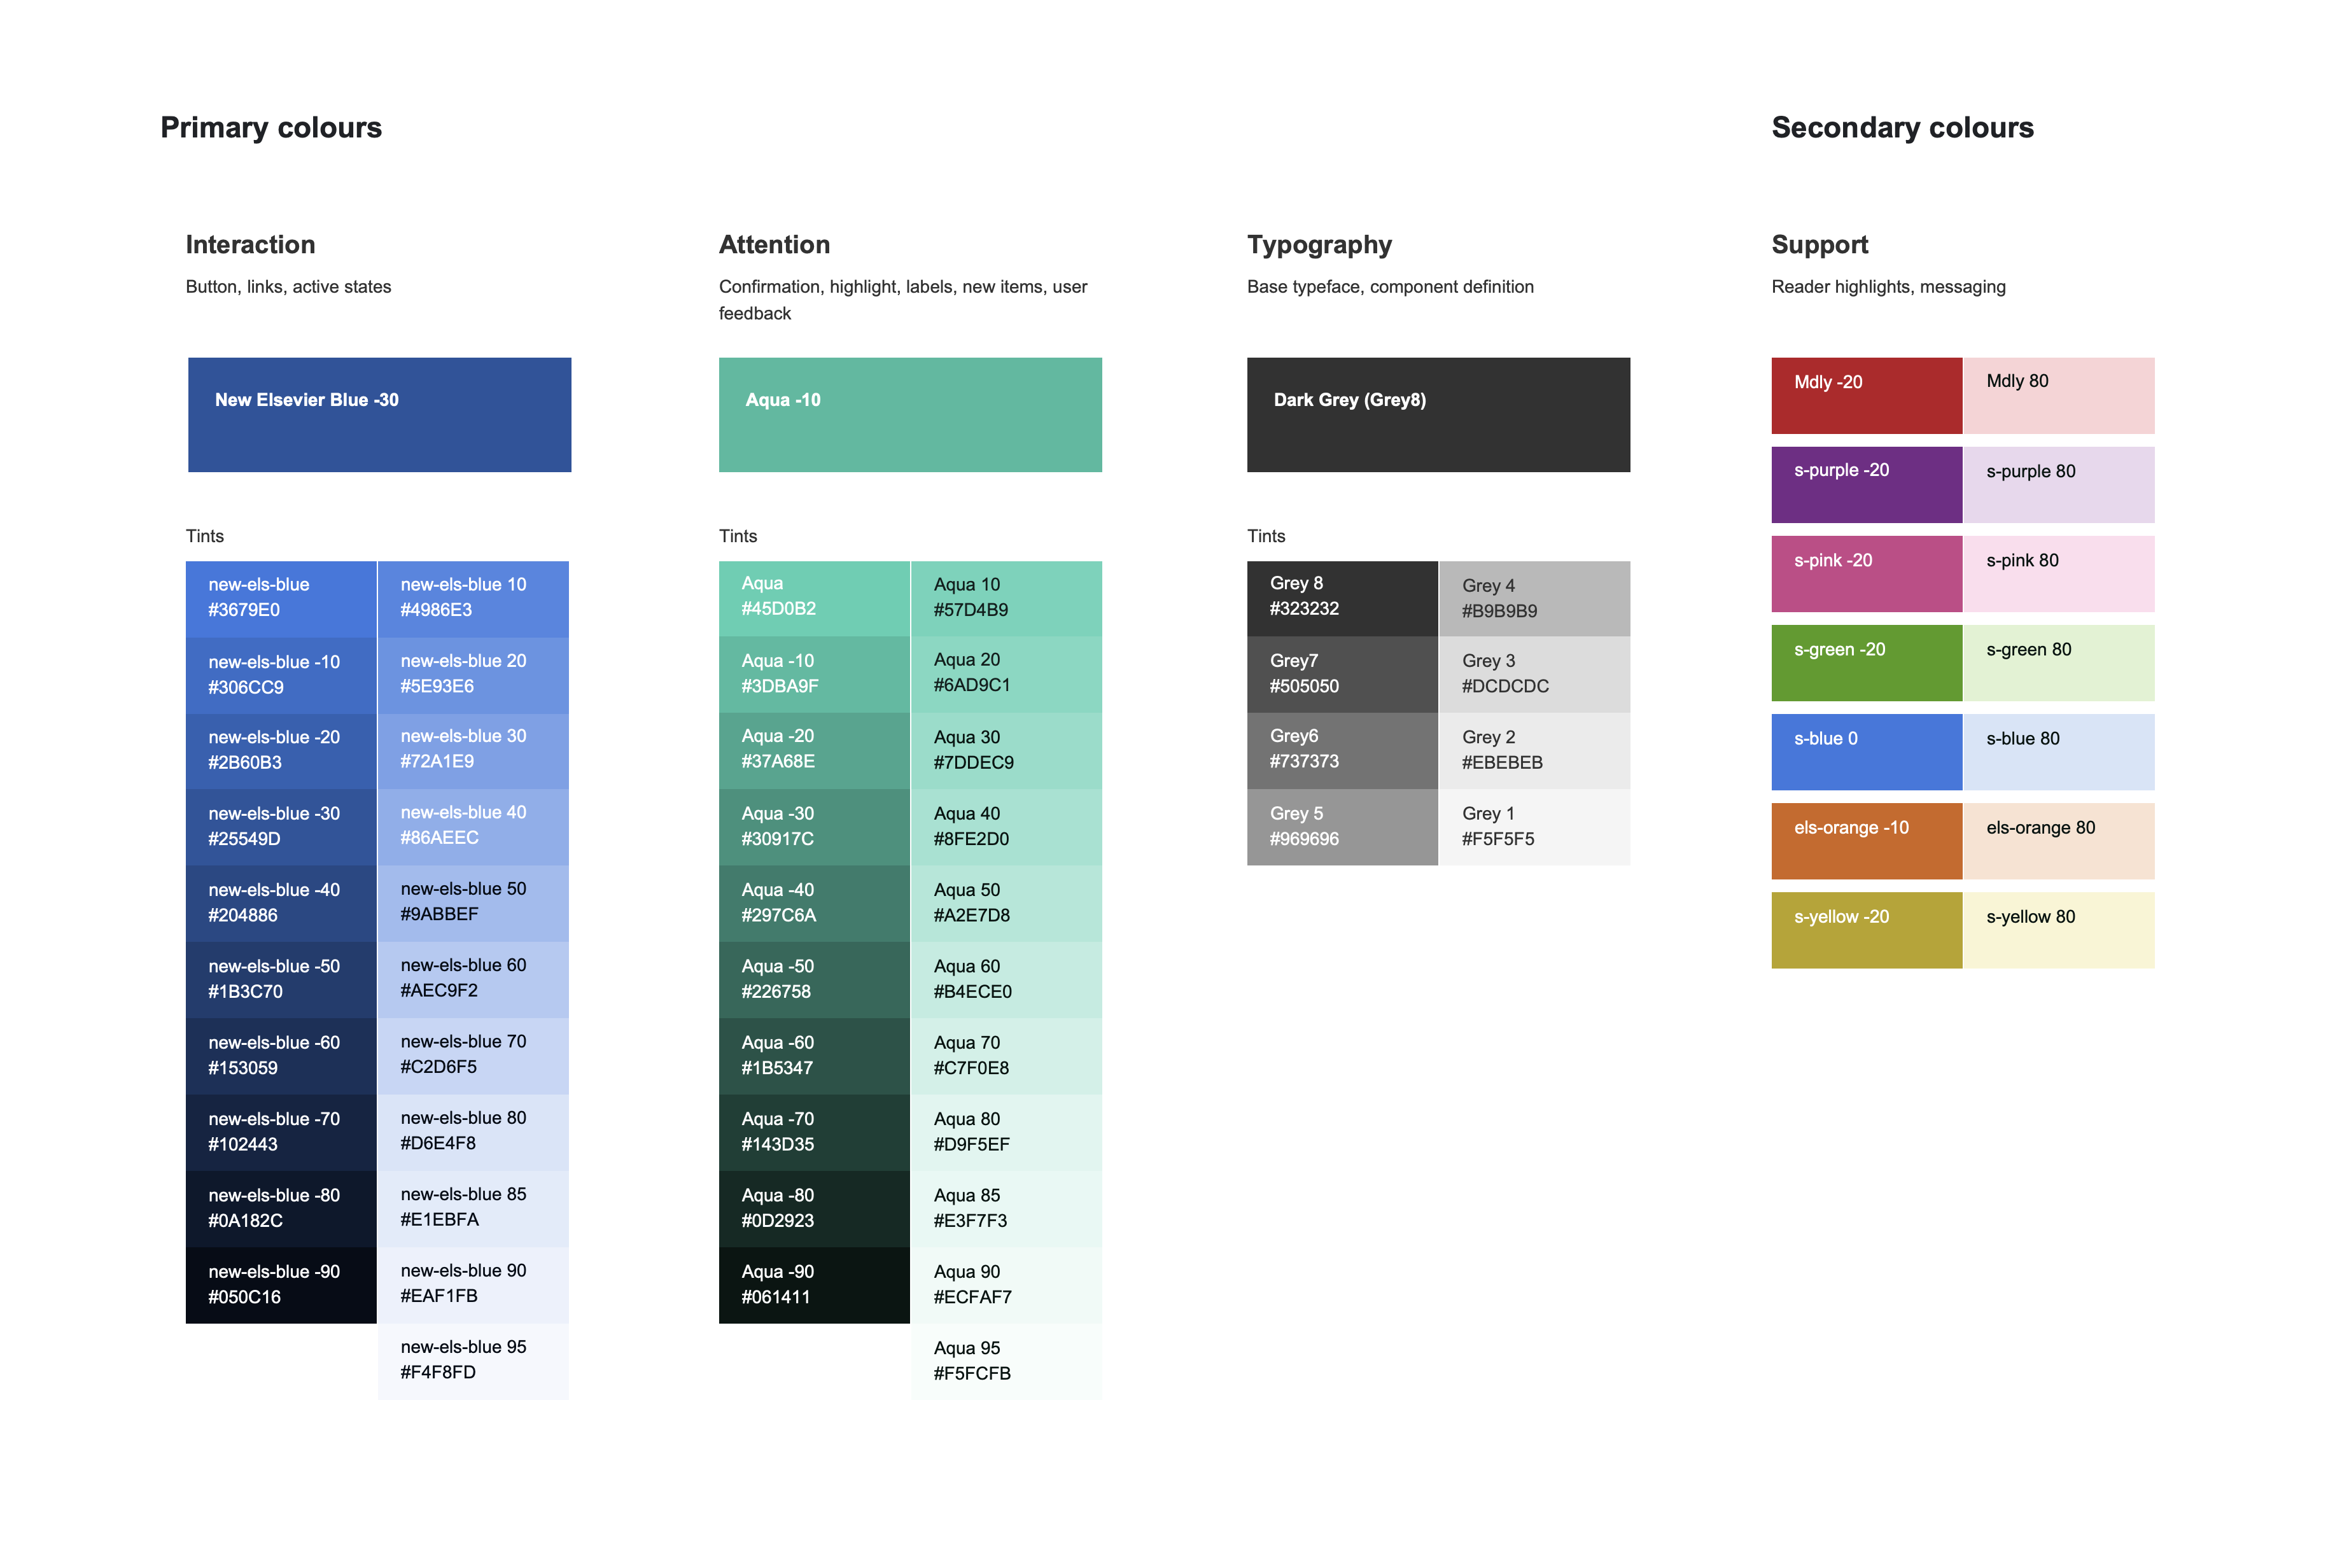 Primary colours
Interaction
Button, links, active states
New Elsevier Blue -30
Tints
new-els-blue
#3679E0
new-els-blue -10
#306CC9
new-els-blue -20
#2B60B3
new-els-blue -30
#25549D
new-els-blue -40
#204886
new-els-blue -50
#1B3C70
new-els-blue -60
#153059
new-els-blue -70
#102443
new-els-blue -80
#0A182C
new-els-blue -90
#050C16
new-els-blue 10
#4986E3
new-els-blue 20
#5E93E6
new-els-blue 30
#72A1E9
new-els-blue 40
#86AEEC
new-els-blue 50
#9ABBEF
new-els-blue 60
#AEC9F2
new-els-blue 70
#C2D6F5
new-els-blue 80
#D6E4F8
new-els-blue 85
#E1EBFA
new-els-blue 90
#EAF1FB
new-els-blue 95
#F4F8FD
Attention
Confirmation, highlight, labels, new items, user
feedback
Aqua -10
Tints
Aqua
#45D0B2
Aqua -10
#3DBA9F
Aqua -20
#37A68E
Aqua -30
#30917C
Aqua -40
#297C6A
Aqua -50
#226758
Aqua -60
#1B5347
Aqua -70
#143D35
Aqua -80
#0D2923
Aqua -90
#061411
Aqua 10
#57D4B9
Aqua 20
#6AD9C1
Aqua 30
#7DDEC9
Aqua 40
#8FE2D0
Aqua 50
#A2E7D8
Aqua 60
#B4ECE0
Aqua 70
#C7F0E8
Aqua 80
#D9F5EF
Aqua 85
#E3F7F3
Aqua 90
#ECFAF7
Aqua 95
#F5FCFB
Typography
Base typeface, component definition
Dark Grey (Grey8)
Tints
Grey 8
#323232
Grey7
#505050
Grey6
#737373
Grey 5
#969696
Grey 4
#B9B9B9
Grey 3
#DCDCDC
Grey 2
#EBEBEB
Grey 1
#F5F5F5
Secondary colours
Support
Reader highlights, messaging
Mdly -20
Mdly 80
s-purple -20
s-purple 80
s-pink -20
s-pink 80
s-green -20
s-green 80
s-blue 0
s-blue 80
els-orange -10
els-orange 80
s-yellow -20
s-yellow 80